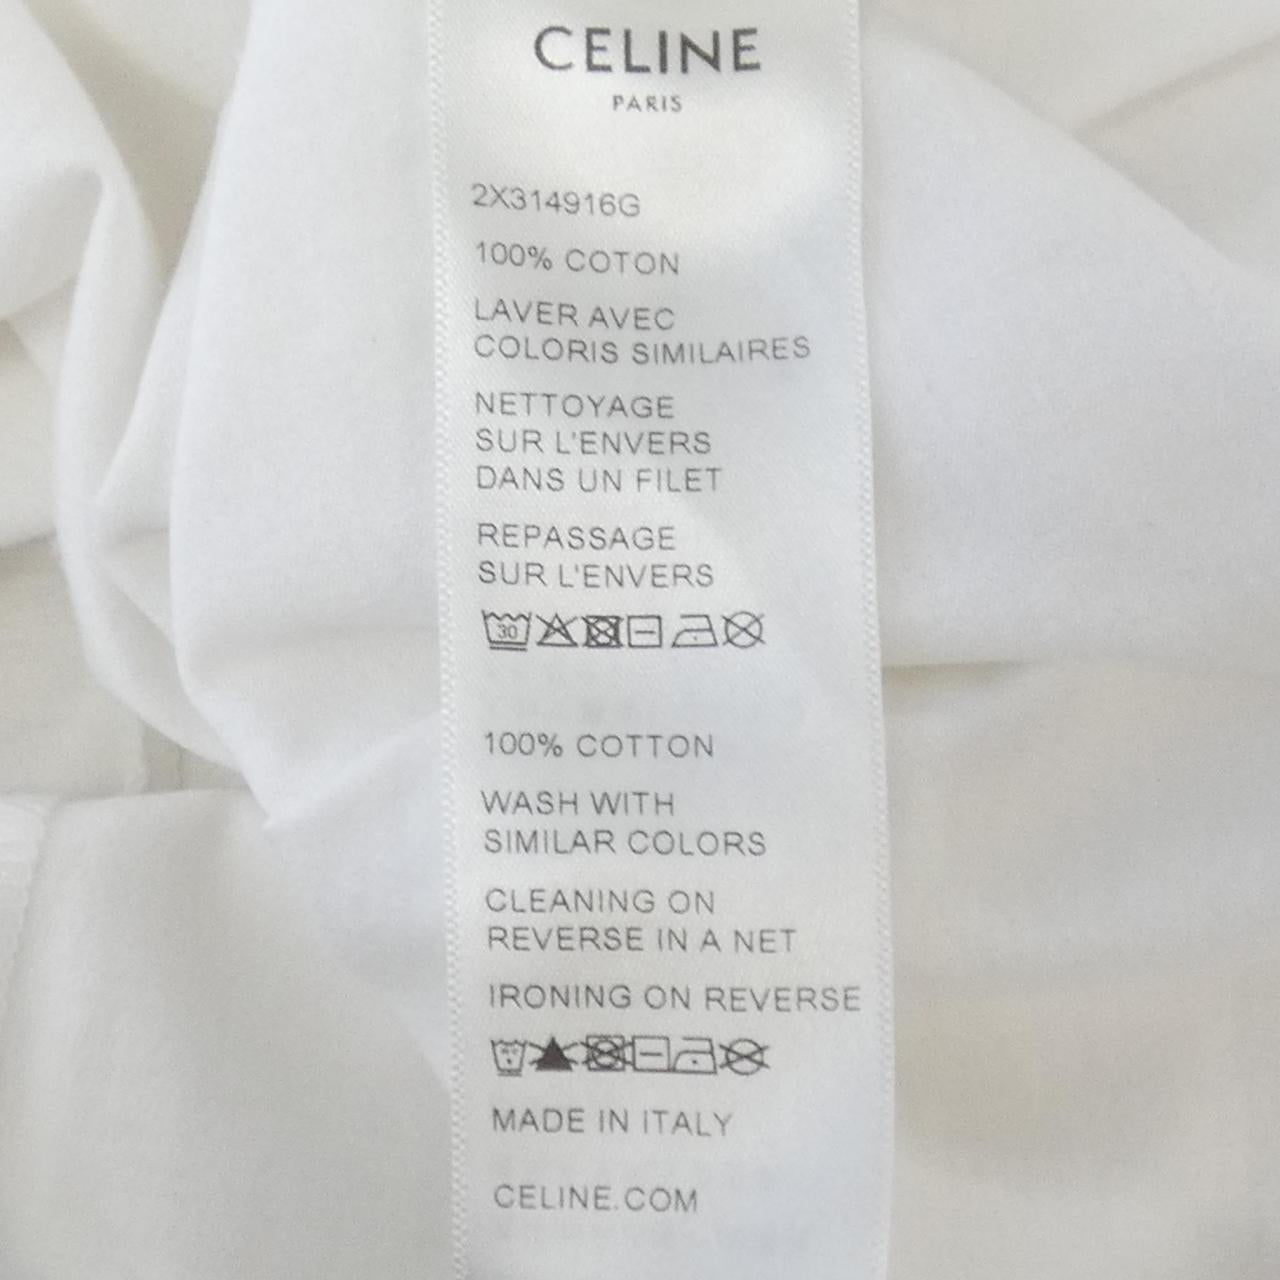 CELINE
PARIS
2X314916G
100% COTON
LAVER AVEC
COLORIS SIMILAIRES
NETTOYAGE
SUR L'ENVERS
DANS UN FILET
REPASSAGE
SUR L'ENVERS
30
100% COTTON
WASH WITH
SIMILAR COLORS
CLEANING ON
REVERSE IN A NET
IRONING ON REVERSE
MADE IN ITALY
CELINE.COM